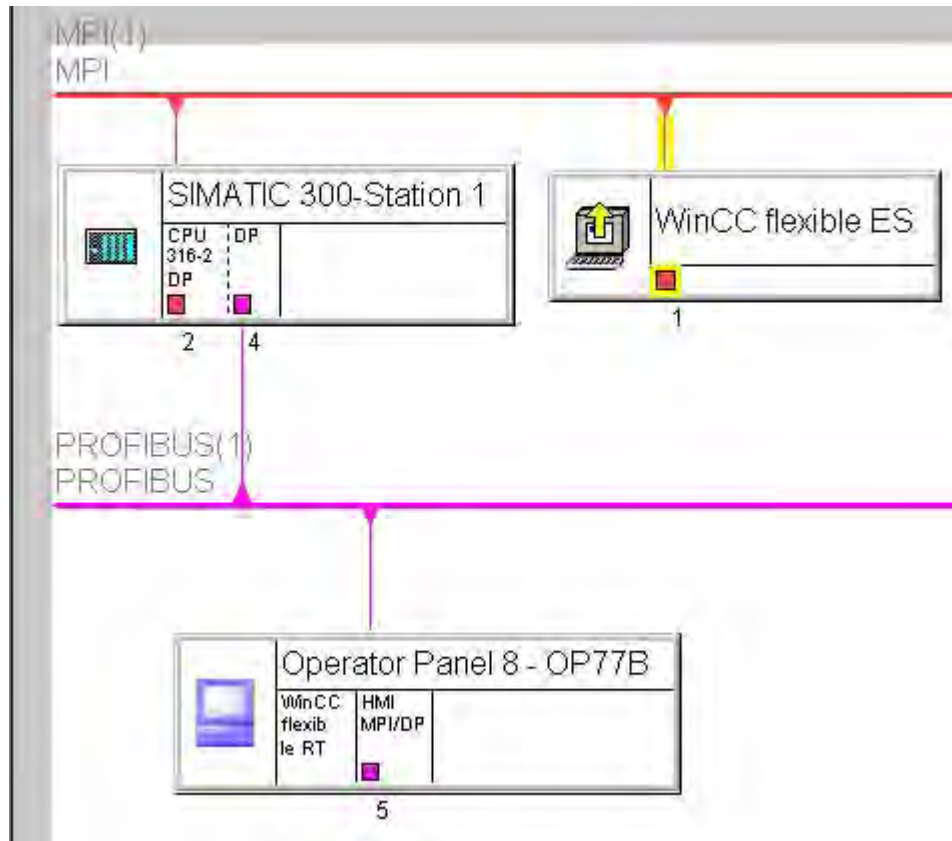 MPI(1)
MPI
SIMATIC 300-Station 1
CPU
316-2
DP
DP
2
4
WinCC flexible ES
1
PROFIBUS(1)
PROFIBUS
Operator Panel 8 - OP77B
WinCC
flexib
le RT
HMI
MPI/DP
5